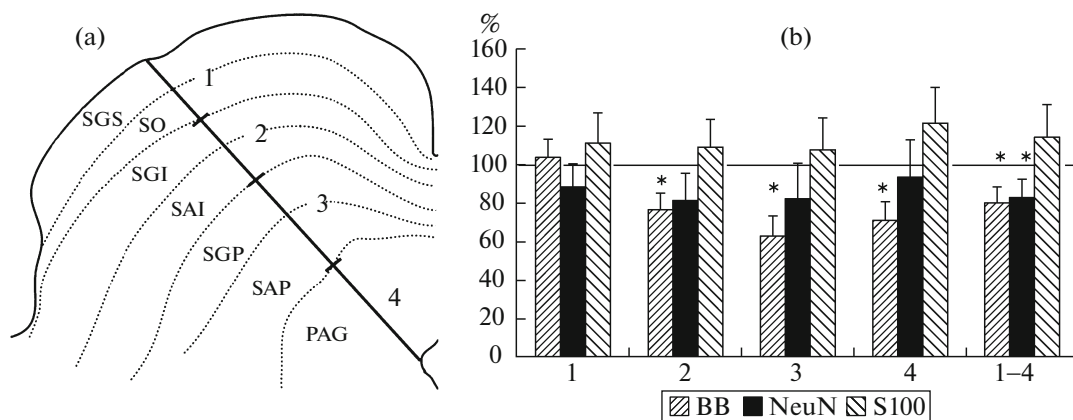 (a)
1
SGS
SO
2
SGI
SAI
3
SGP
SAP
4
PAG
(b)
%
160
140
120
100
80
60
40
20
0
* * * * *
1 2 3 4 1–4
BB NeuN S100